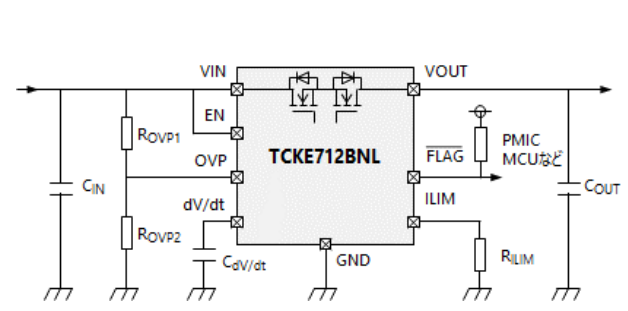 VIN
VOUT
EN
ROVP1
TCKE712BNL
FLAG
PMIC
MCUなど
OVP
CIN
dV/dt
ILIM
COUT
ROVP2
CdV/dt
GND
RILIM